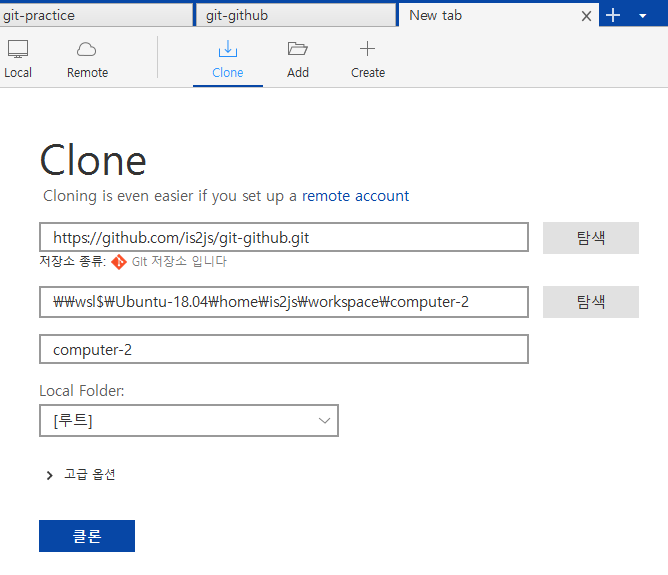 git-practice git-github New tab
Local Remote Clone Add Create
Clone
Cloning is even easier if you set up a remote account
https://github.com/is2js/git-github.git 탐색
저장소 종류: Git 저장소 입니다
₩₩wsl$₩Ubuntu-18.04₩home₩is2js₩workspace₩computer-2 탐색
computer-2
Local Folder:
[루트]
고급 옵션
클론